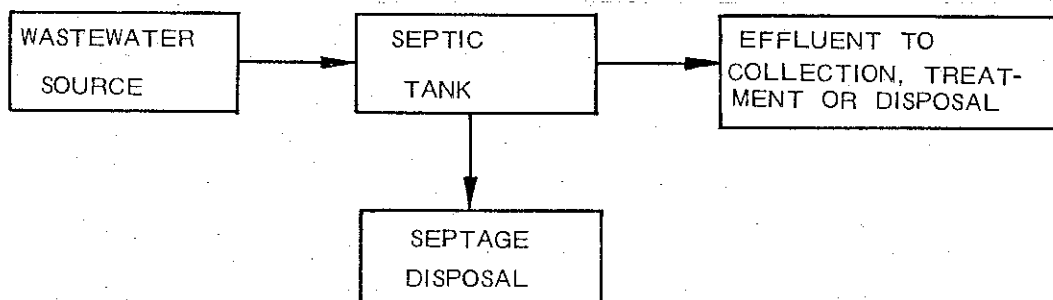 WASTEWATER
SOURCE
SEPTIC
TANK
EFFLUENT TO
COLLECTION, TREAT-
MENT OR DISPOSAL
SEPTAGE
DISPOSAL